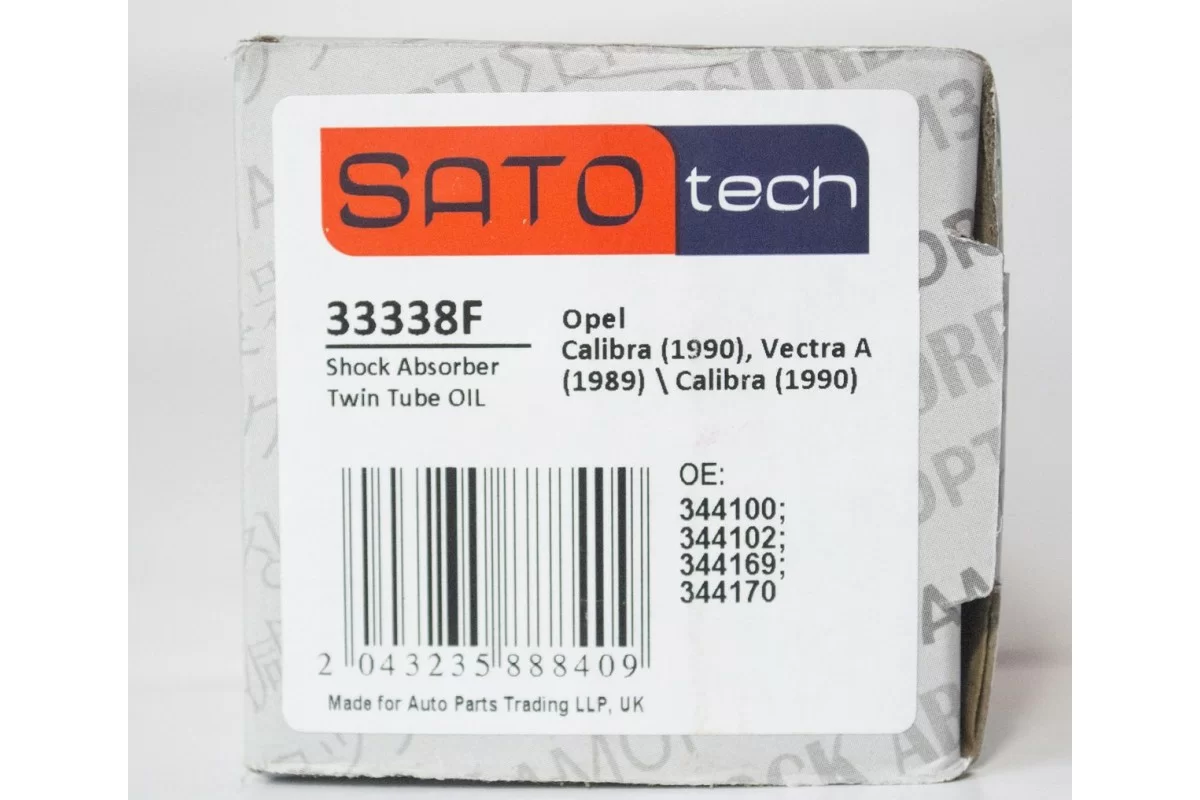 SATO tech
33338F
Shock Absorber
Twin Tube OIL
Opel
Calibra (1990), Vectra A
(1989) \ Calibra (1990)
OE:
344100;
344102;
344169;
344170
2 043235 888409
Made for Auto Parts Trading LLP, UK